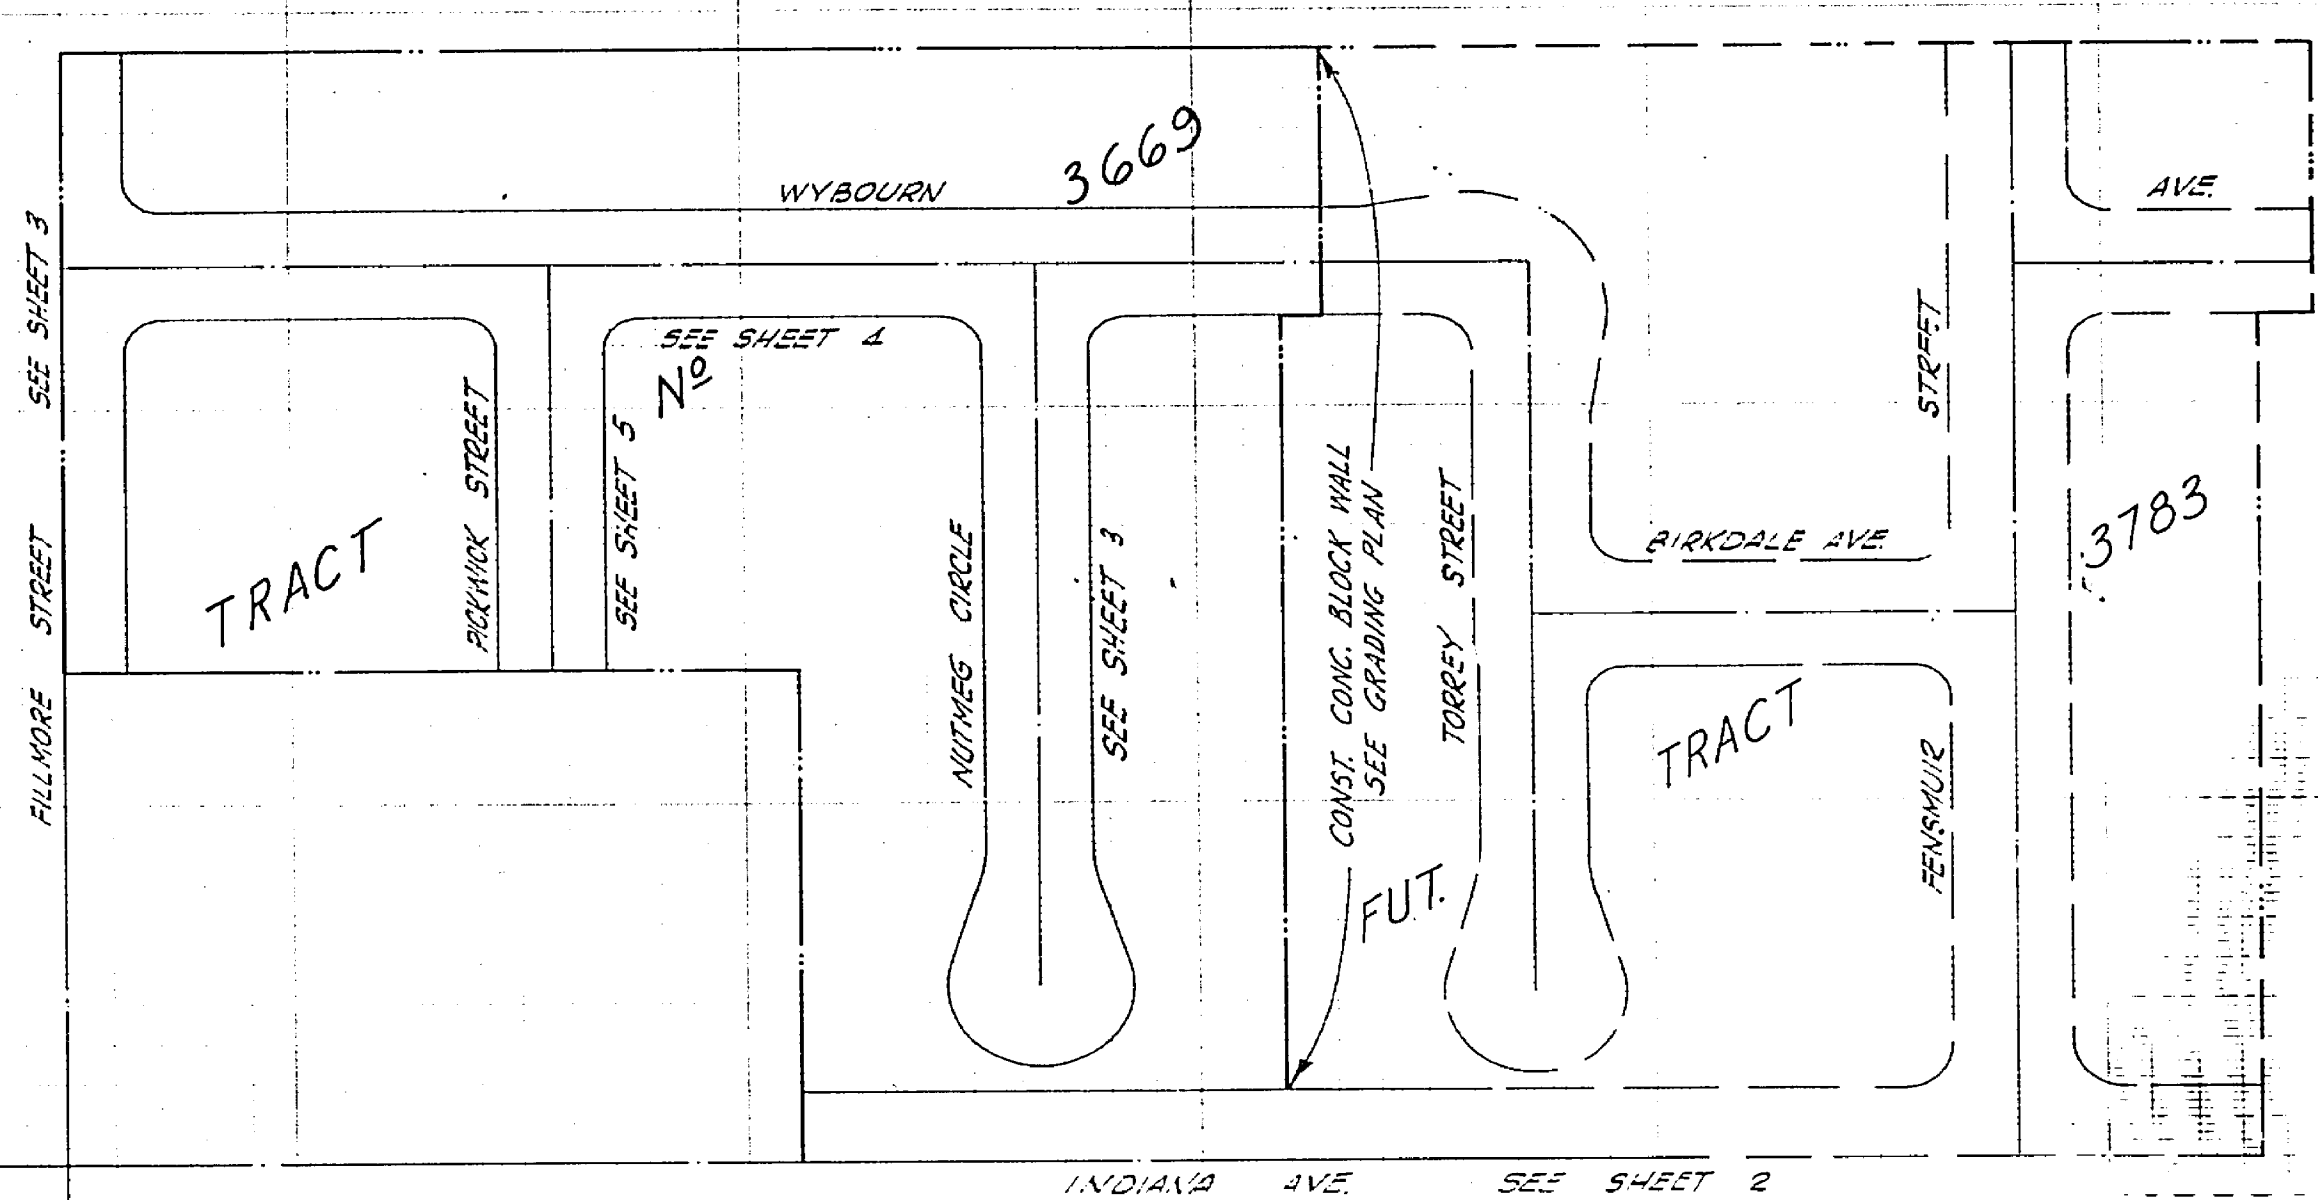 WYBOURN
3669
AVE.
SEE SHEET 3
SEE SHEET 4
Nº
STREET
PICKWICK STREET
SEE SHEET 5
TRACT
FILLMORE STREET
NUTMEG CIRCLE
SEE SHEET 3
CONST. CONC. BLOCK WALL
SEE GRADING PLAN
TORREY STREET
BIRKDALE AVE.
3783
TRACT
FENSMUIR
FUT.
INDIANA AVE. SEE SHEET 2